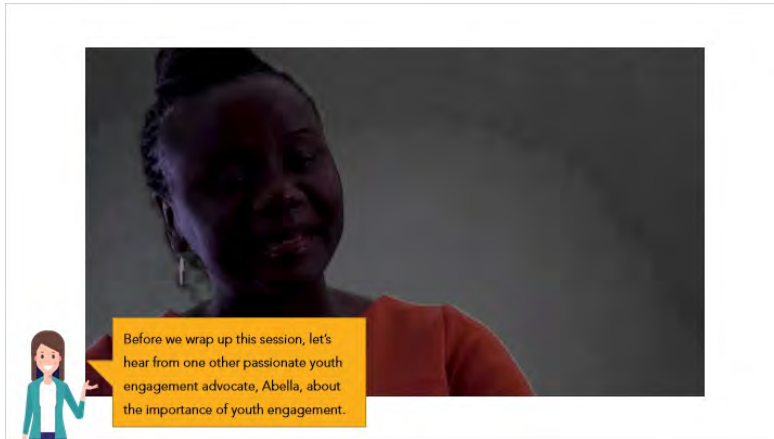 Before we wrap up this session, let's
hear from one other passionate youth
engagement advocate, Abella, about
the importance of youth engagement.